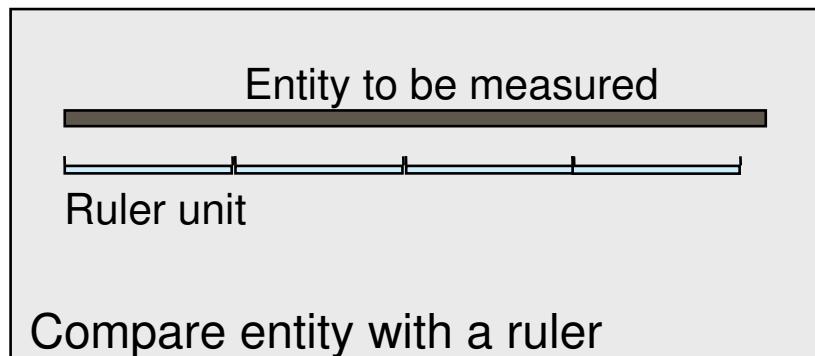 Entity to be measured
Ruler unit
Compare entity with a ruler